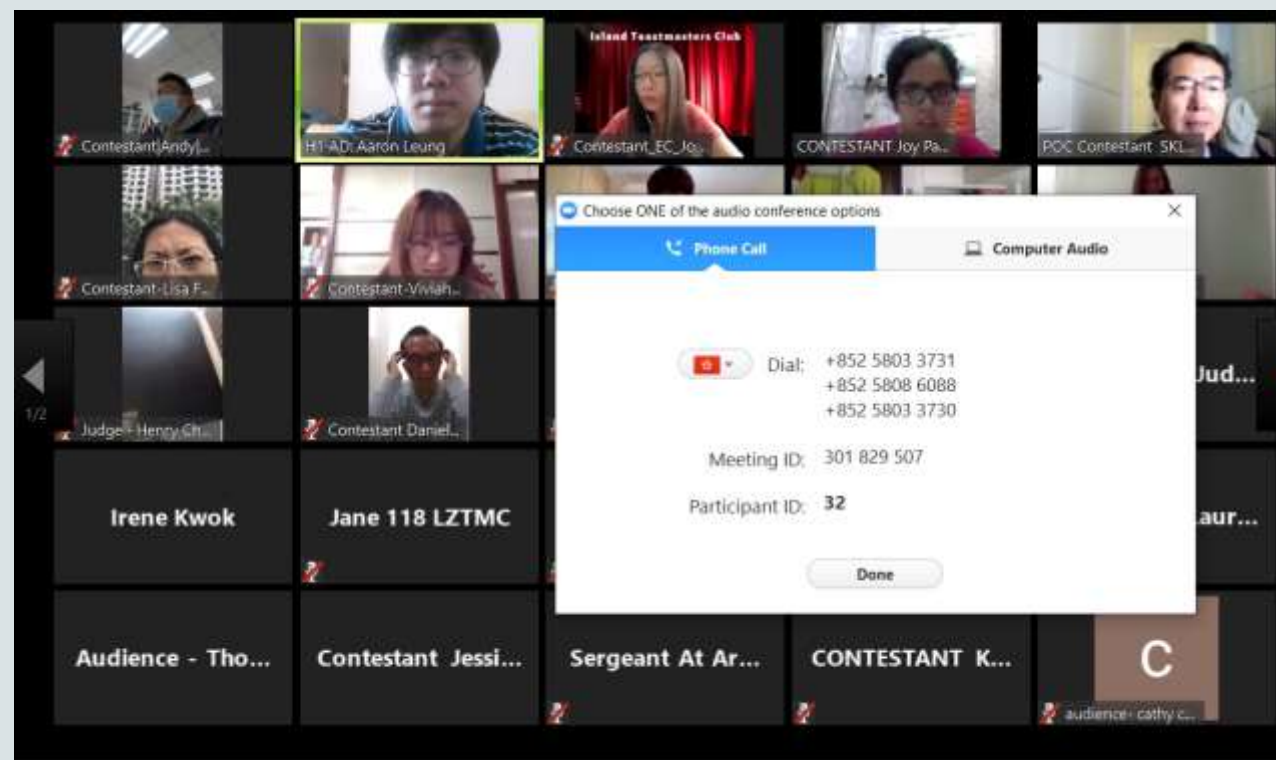 Island Toastmasters Club
Contestant|Andy|...
H1-AD: Aaron Leung
Contestant_EC_Jo...
CONTESTANT Joy Pa...
POC Contestant SKL...
Contestant-Lisa F...
Contestant-Vivian...
Choose ONE of the audio conference options
Phone Call
Computer Audio
Dial:
+852 5803 3731
+852 5808 6088
+852 5803 3730
Meeting ID: 301 829 507
Participant ID: 32
Done
1/2
Judge - Henry Ch...
Contestant Daniel...
Jud...
Irene Kwok
Jane 118 LZTMC
aur...
Audience - Tho...
Contestant Jessi...
Sergeant At Ar...
CONTESTANT K...
C
audience- cathy c...